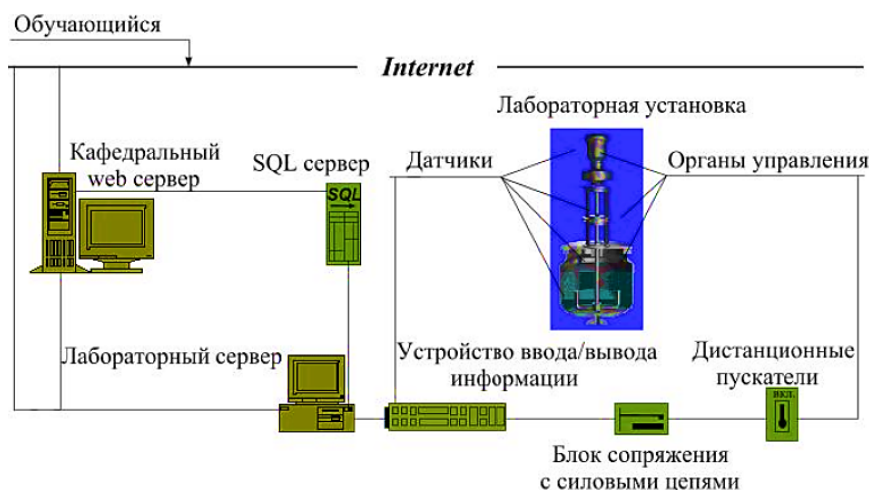 Обучающийся
Internet
Лабораторная установка
Кафедральный
web сервер
SQL сервер
Датчики
Органы управления
SQL
Лабораторный сервер
Устройство ввода/вывода
информации
Дистанционные
пускатели
ВКЛ.
Блок сопряжения
с силовыми цепями